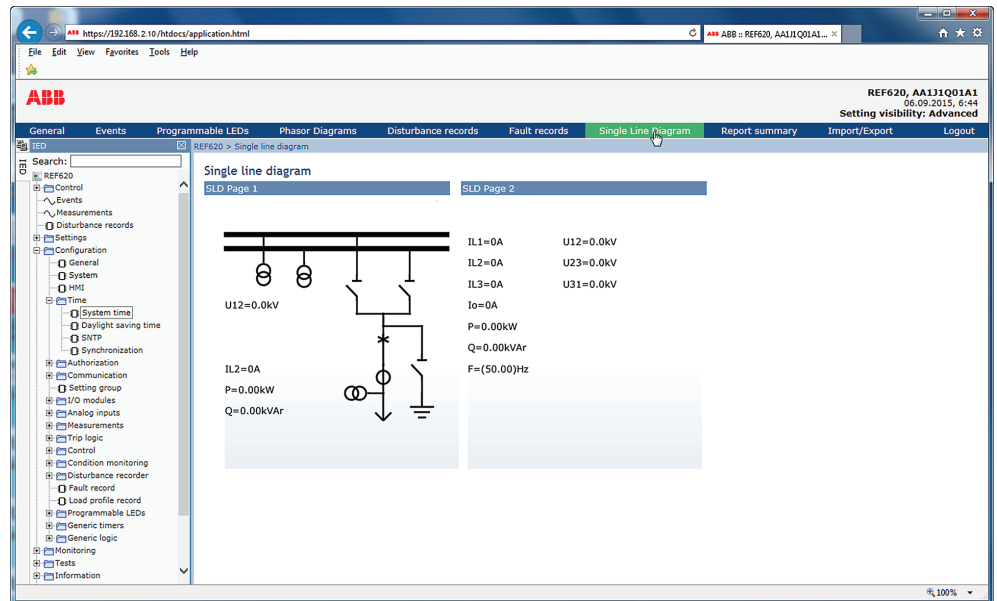 https://192.168.2.10/htdocs/application.html
ABB ABB :: REF620, AA1J1Q01A1...
File Edit View Favorites Tools Help
ABB
REF620, AA1J1Q01A1
06.09.2015, 6:44
Setting visibility: Advanced
General Events Programmable LEDs Phasor Diagrams Disturbance records Fault records Single Line Diagram Report summary Import/Export Logout
IED
REF620 > Single line diagram
IED
Search:
REF620
Control
Events
Measurements
Disturbance records
Settings
Configuration
General
System
HMI
Time
System time
Daylight saving time
SNTP
Synchronization
Authorization
Communication
Setting group
I/O modules
Analog inputs
Measurements
Trip logic
Control
Condition monitoring
Disturbance recorder
Fault record
Load profile record
Programmable LEDs
Generic timers
Generic logic
Monitoring
Tests
Information
Single line diagram
SLD Page 1
U12=0.0kV
IL2=0A
P=0.00kW
Q=0.00kVAr
SLD Page 2
IL1=0A U12=0.0kV
IL2=0A U23=0.0kV
IL3=0A U31=0.0kV
Io=0A
P=0.00kW
Q=0.00kVAr
F=(50.00)Hz
100%